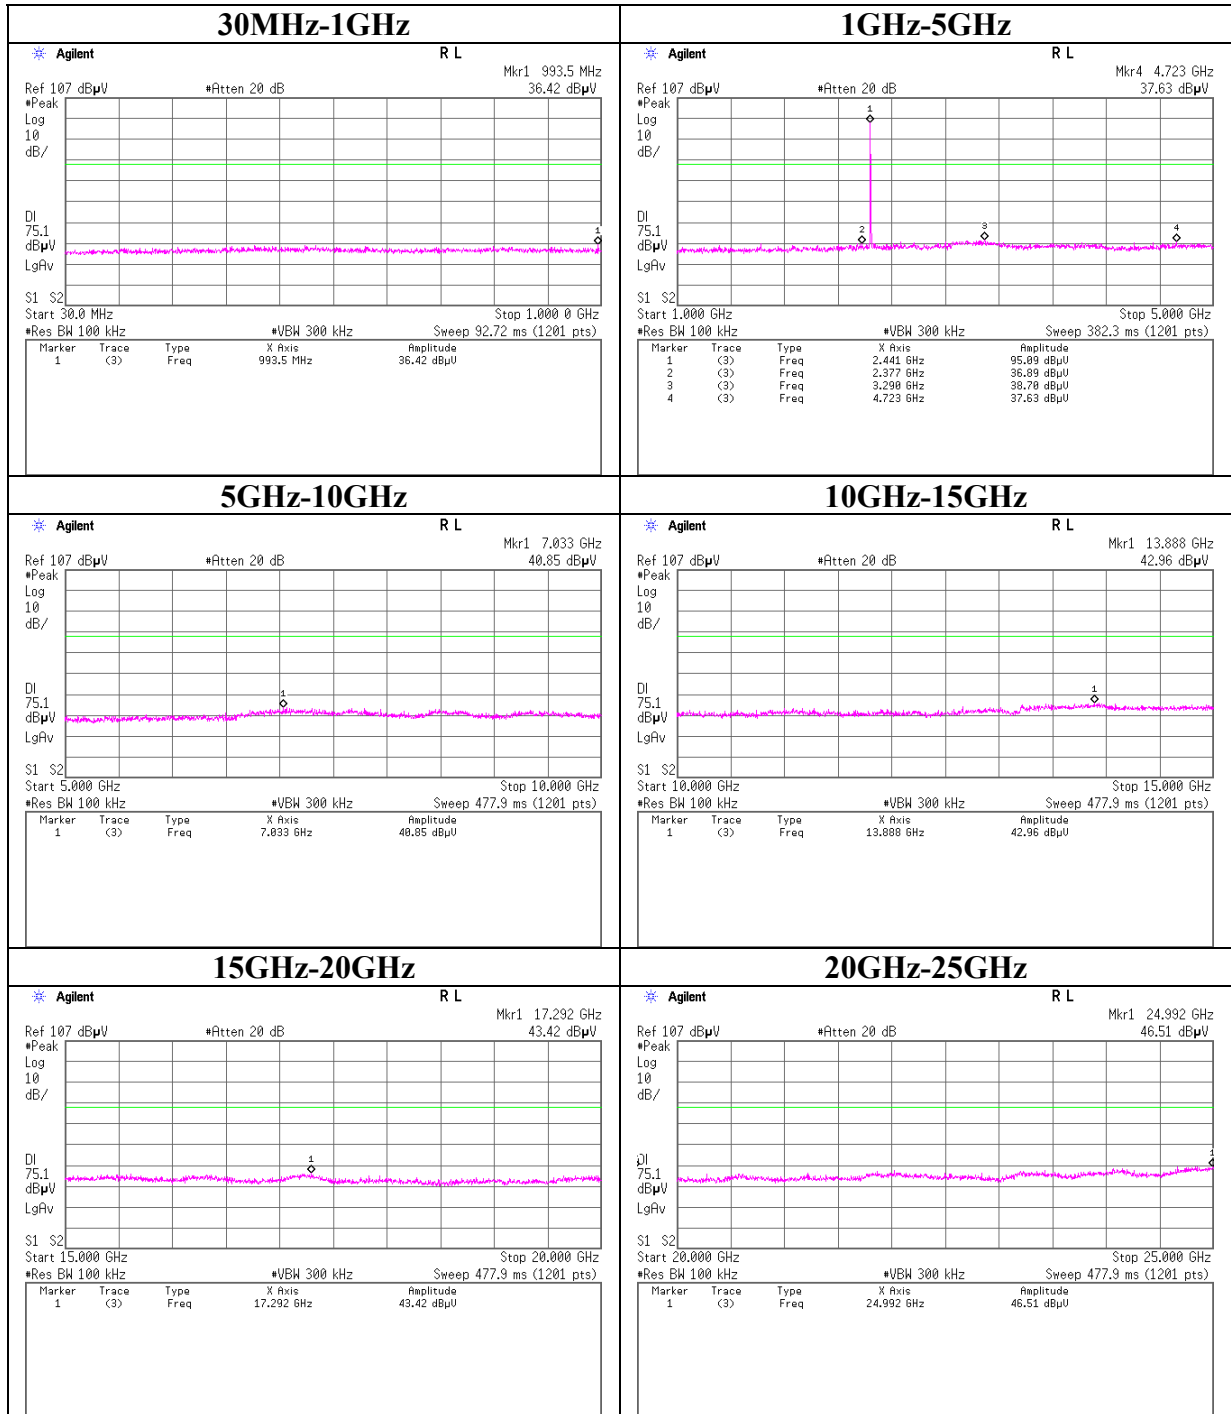 30MHz-1GHz
Agilent R L
Mkr1 993.5 MHz
Ref 107 dBµV #Atten 20 dB 36.42 dBµV
#Peak
Log
10
dB/
1
DI
75.1
dBµV
LgAv
S1 S2
Start 30.0 MHz Stop 1.000 0 GHz
#Res BW 100 kHz #VBW 300 kHz Sweep 92.72 ms (1201 pts)
Marker Trace Type X Axis Amplitude
1 (3) Freq 993.5 MHz 36.42 dBµV
1GHz-5GHz
Agilent R L
Mkr4 4.723 GHz
Ref 107 dBµV #Atten 20 dB 37.63 dBµV
#Peak
Log
10
dB/
1
DI
75.1
dBµV
LgAv
2 3 4
S1 S2
Start 1.000 GHz Stop 5.000 GHz
#Res BW 100 kHz #VBW 300 kHz Sweep 382.3 ms (1201 pts)
Marker Trace Type X Axis Amplitude
1 (3) Freq 2.441 GHz 95.09 dBµV
2 (3) Freq 2.377 GHz 36.89 dBµV
3 (3) Freq 3.290 GHz 38.70 dBµV
4 (3) Freq 4.723 GHz 37.63 dBµV
5GHz-10GHz
Agilent R L
Mkr1 7.033 GHz
Ref 107 dBµV #Atten 20 dB 40.85 dBµV
#Peak
Log
10
dB/
1
DI
75.1
dBµV
LgAv
S1 S2
Start 5.000 GHz Stop 10.000 GHz
#Res BW 100 kHz #VBW 300 kHz Sweep 477.9 ms (1201 pts)
Marker Trace Type X Axis Amplitude
1 (3) Freq 7.033 GHz 40.85 dBµV
10GHz-15GHz
Agilent R L
Mkr1 13.888 GHz
Ref 107 dBµV #Atten 20 dB 42.96 dBµV
#Peak
Log
10
dB/
1
DI
75.1
dBµV
LgAv
S1 S2
Start 10.000 GHz Stop 15.000 GHz
#Res BW 100 kHz #VBW 300 kHz Sweep 477.9 ms (1201 pts)
Marker Trace Type X Axis Amplitude
1 (3) Freq 13.888 GHz 42.96 dBµV
15GHz-20GHz
Agilent R L
Mkr1 17.292 GHz
Ref 107 dBµV #Atten 20 dB 43.42 dBµV
#Peak
Log
10
dB/
1
DI
75.1
dBµV
LgAv
S1 S2
Start 15.000 GHz Stop 20.000 GHz
#Res BW 100 kHz #VBW 300 kHz Sweep 477.9 ms (1201 pts)
Marker Trace Type X Axis Amplitude
1 (3) Freq 17.292 GHz 43.42 dBµV
20GHz-25GHz
Agilent R L
Mkr1 24.992 GHz
Ref 107 dBµV #Atten 20 dB 46.51 dBµV
#Peak
Log
10
dB/
1
DI
75.1
dBµV
LgAv
S1 S2
Start 20.000 GHz Stop 25.000 GHz
#Res BW 100 kHz #VBW 300 kHz Sweep 477.9 ms (1201 pts)
Marker Trace Type X Axis Amplitude
1 (3) Freq 24.992 GHz 46.51 dBµV